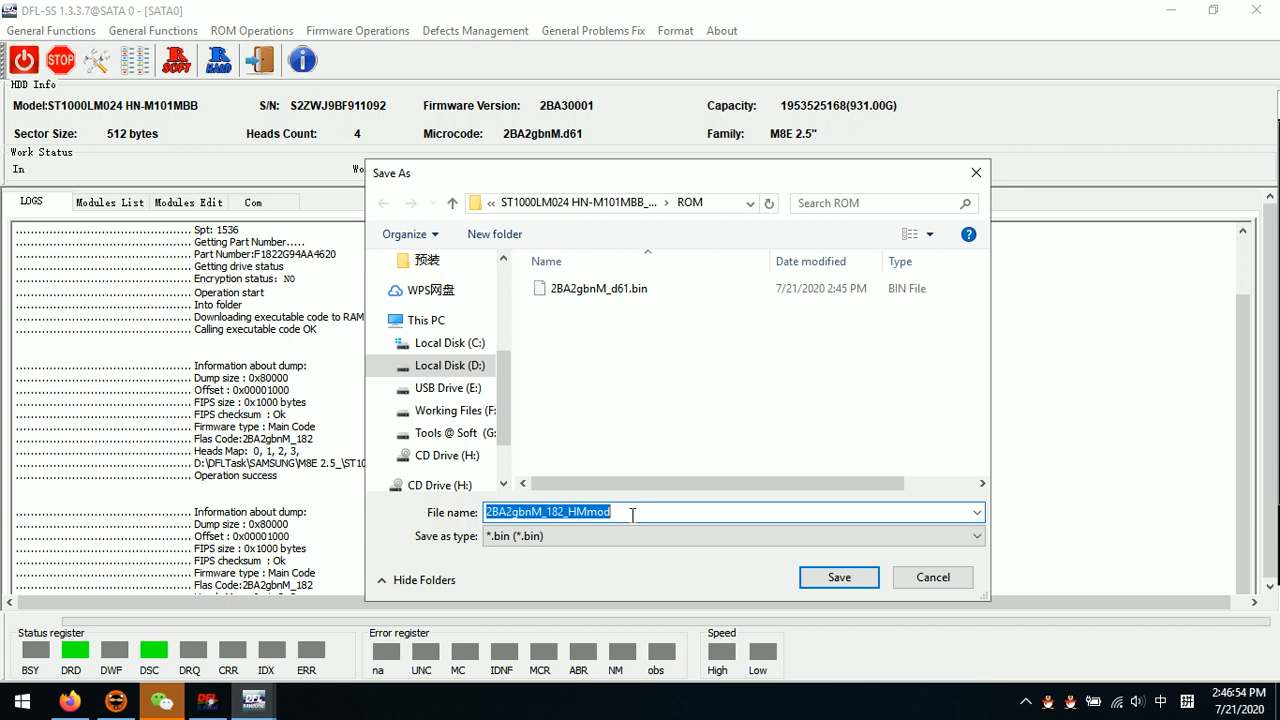 DFL-SS 1.3.3.7@SATA 0 - [SATA0]
General Functions General Functions ROM Operations Firmware Operations Defects Management General Problems Fix Format About
STOP R SOFT R HARD
HDD Info
Model:ST1000LM024 HN-M101MBB S/N: S2ZWJ9BF911092 Firmware Version: 2BA30001 Capacity: 1953525168(931.00G)
Sector Size: 512 bytes Heads Count: 4 Microcode: 2BA2gbnM.d61 Family: M8E 2.5"
Work Status
In Wo
LOGS Modules List Modules Edit Com
Spt: 1536
Getting Part Number.....
Part Number:F1822G94AA4620
Getting drive status
Encryption status: NO
Operation start
Into folder
Downloading executable code to RAM
Calling executable code OK
Information about dump:
Dump size : 0x80000
Offset : 0x00001000
FIPS size : 0x1000 bytes
FIPS checksum : Ok
Firmware type : Main Code
Flas Code:2BA2gbnM_182
Heads Map: 0, 1, 2, 3,
D:\DFLTask\SAMSUNG\M8E 2.5_\ST10
Operation success
Information about dump:
Dump size : 0x80000
Offset : 0x00001000
FIPS size : 0x1000 bytes
FIPS checksum : Ok
Firmware type : Main Code
Flas Code:2BA2gbnM_182
Save As
« ST1000LM024 HN-M101MBB_... > ROM Search ROM
Organize New folder
Name Date modified Type
预装
2BA2gbnM_d61.bin 7/21/2020 2:45 PM BIN File
WPS网盘
This PC
Local Disk (C:)
Local Disk (D:)
USB Drive (E:)
Working Files (F:
Tools @ Soft (G:
CD Drive (H:)
CD Drive (H:)
File name: 2BA2gbnM_182_HMmod
Save as type: *.bin (*.bin)
Hide Folders Save Cancel
Status register Error register Speed
BSY DRD DWF DSC DRQ CRR IDX ERR na UNC MC IDNF MCR ABR NM obs High Low
中 拼 2:46:54 PM
7/21/2020